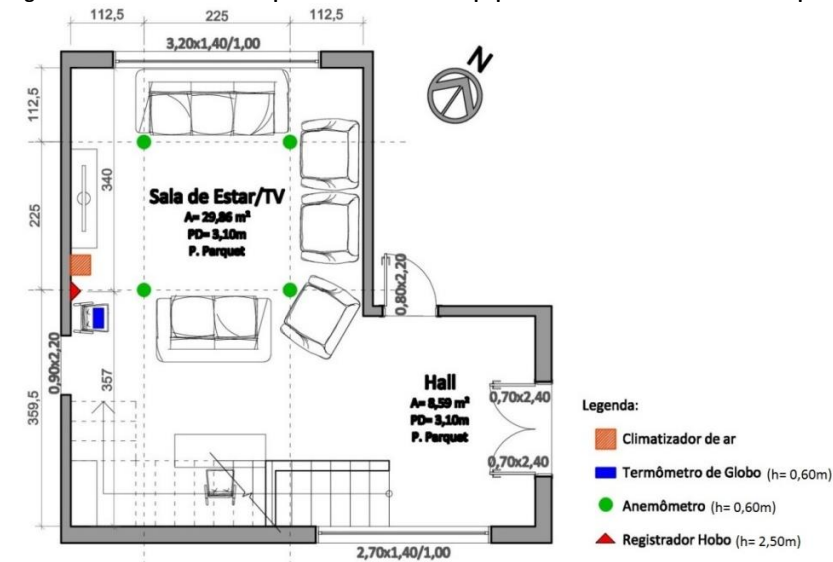 112,5
225
112,5
3,20x1,40/1,00
N
112,5
340
225
Sala de Estar/TV
A= 29,86 m²
PD= 3,10m
P. Parquet
0,80x2,20
0,90x2,20
357
359,5
Hall
A= 8,59 m²
PD= 3,10m
P. Parquet
0,70x2,40
0,70x2,40
2,70x1,40/1,00
Legenda:
Climatizador de ar
Termômetro de Globo (h= 0,60m)
Anemômetro (h= 0,60m)
Registrador Hobo (h= 2,50m)